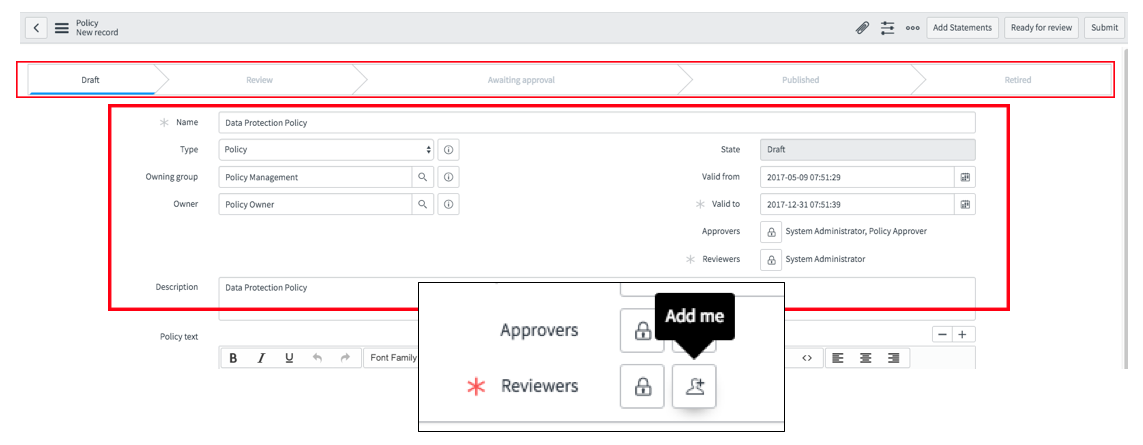 Policy
New record
Add Statements
Ready for review
Submit
Draft
Review
Awaiting approval
Published
Retired
Name
Data Protection Policy
Type
Policy
State
Draft
Owning group
Policy Management
Valid from
2017-05-09 07:51:29
Owner
Policy Owner
Valid to
2017-12-31 07:51:39
Approvers
System Administrator, Policy Approver
Reviewers
System Administrator
Description
Data Protection Policy
Policy text
B I U
Font Family
<>
Add me
Approvers
Reviewers